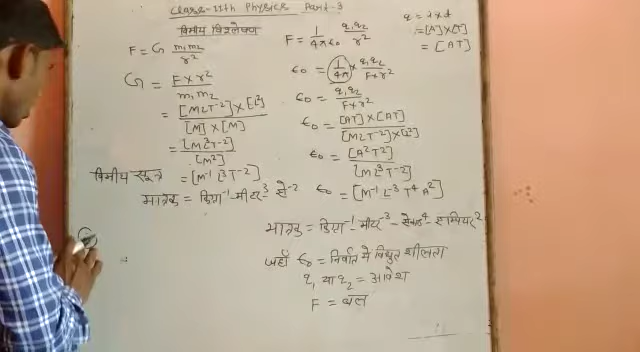 Class-11th Physics Part-3
विमीय विश्लेषण
F = G m₁m₂/r²
G = F×r²/m₁m₂
= [MLT⁻²]×[L²]/[M]×[M]
= [ML³T⁻²]/[M²]
विमीय सूत्र = [M⁻¹L³T⁻²]
मात्रक = किग्रा⁻¹-मीटर³-से⁻²
G
F = 1/4πε₀ q₁q₂/r²
ε₀ = 1/4π × q₁q₂/F×r²
ε₀ = q₁q₂/F×r²
ε₀ = [AT]×[AT]/[MLT⁻²]×[L²]
ε₀ = [A²T²]/[ML³T⁻²]
ε₀ = [M⁻¹L⁻³T⁴A²]
मात्रक = किग्रा⁻¹-मीटर⁻³-सेकण्ड⁴-एम्पियर²
जहाँ ε₀ = निर्वात में विद्युत शीलता
q₁ या q₂ = आवेश
F = बल
q = i×t
= [A]×[T]
= [AT]